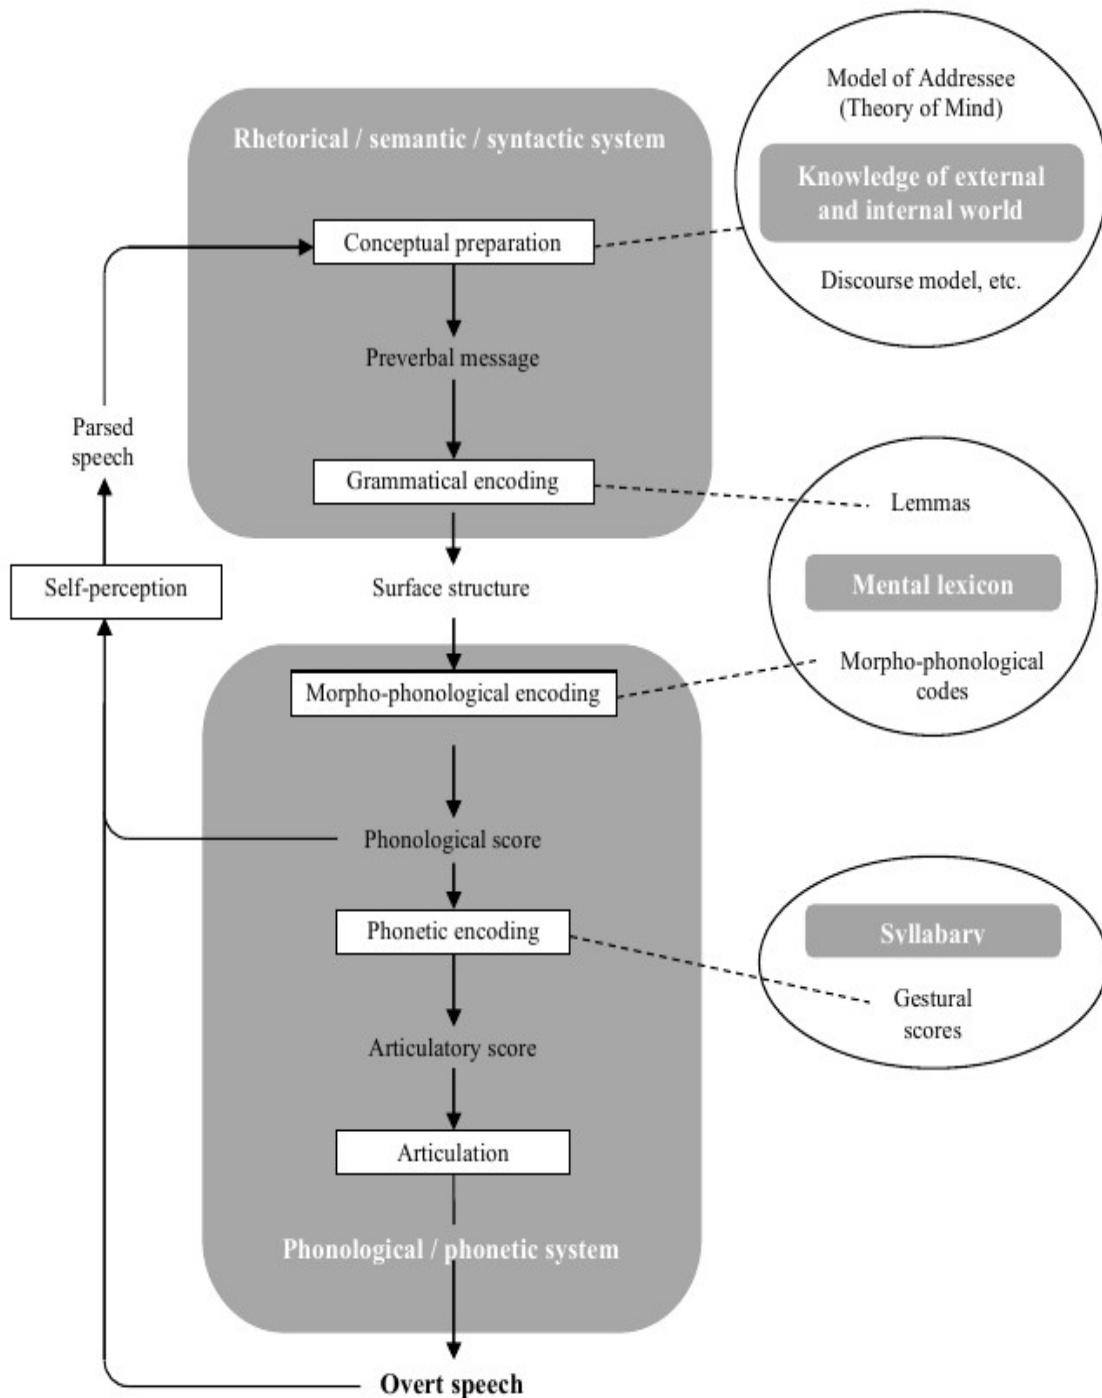 Model of Addressee
(Theory of Mind)
Rhetorical / semantic / syntactic system
Knowledge of external
and internal world
Conceptual preparation
Discourse model, etc.
Preverbal message
Parsed
speech
Grammatical encoding
Lemmas
Self-perception
Surface structure
Mental lexicon
Morpho-phonological encoding
Morpho-phonological
codes
Phonological score
Phonetic encoding
Syllabary
Gestural
scores
Articulatory score
Articulation
Phonological / phonetic system
Overt speech